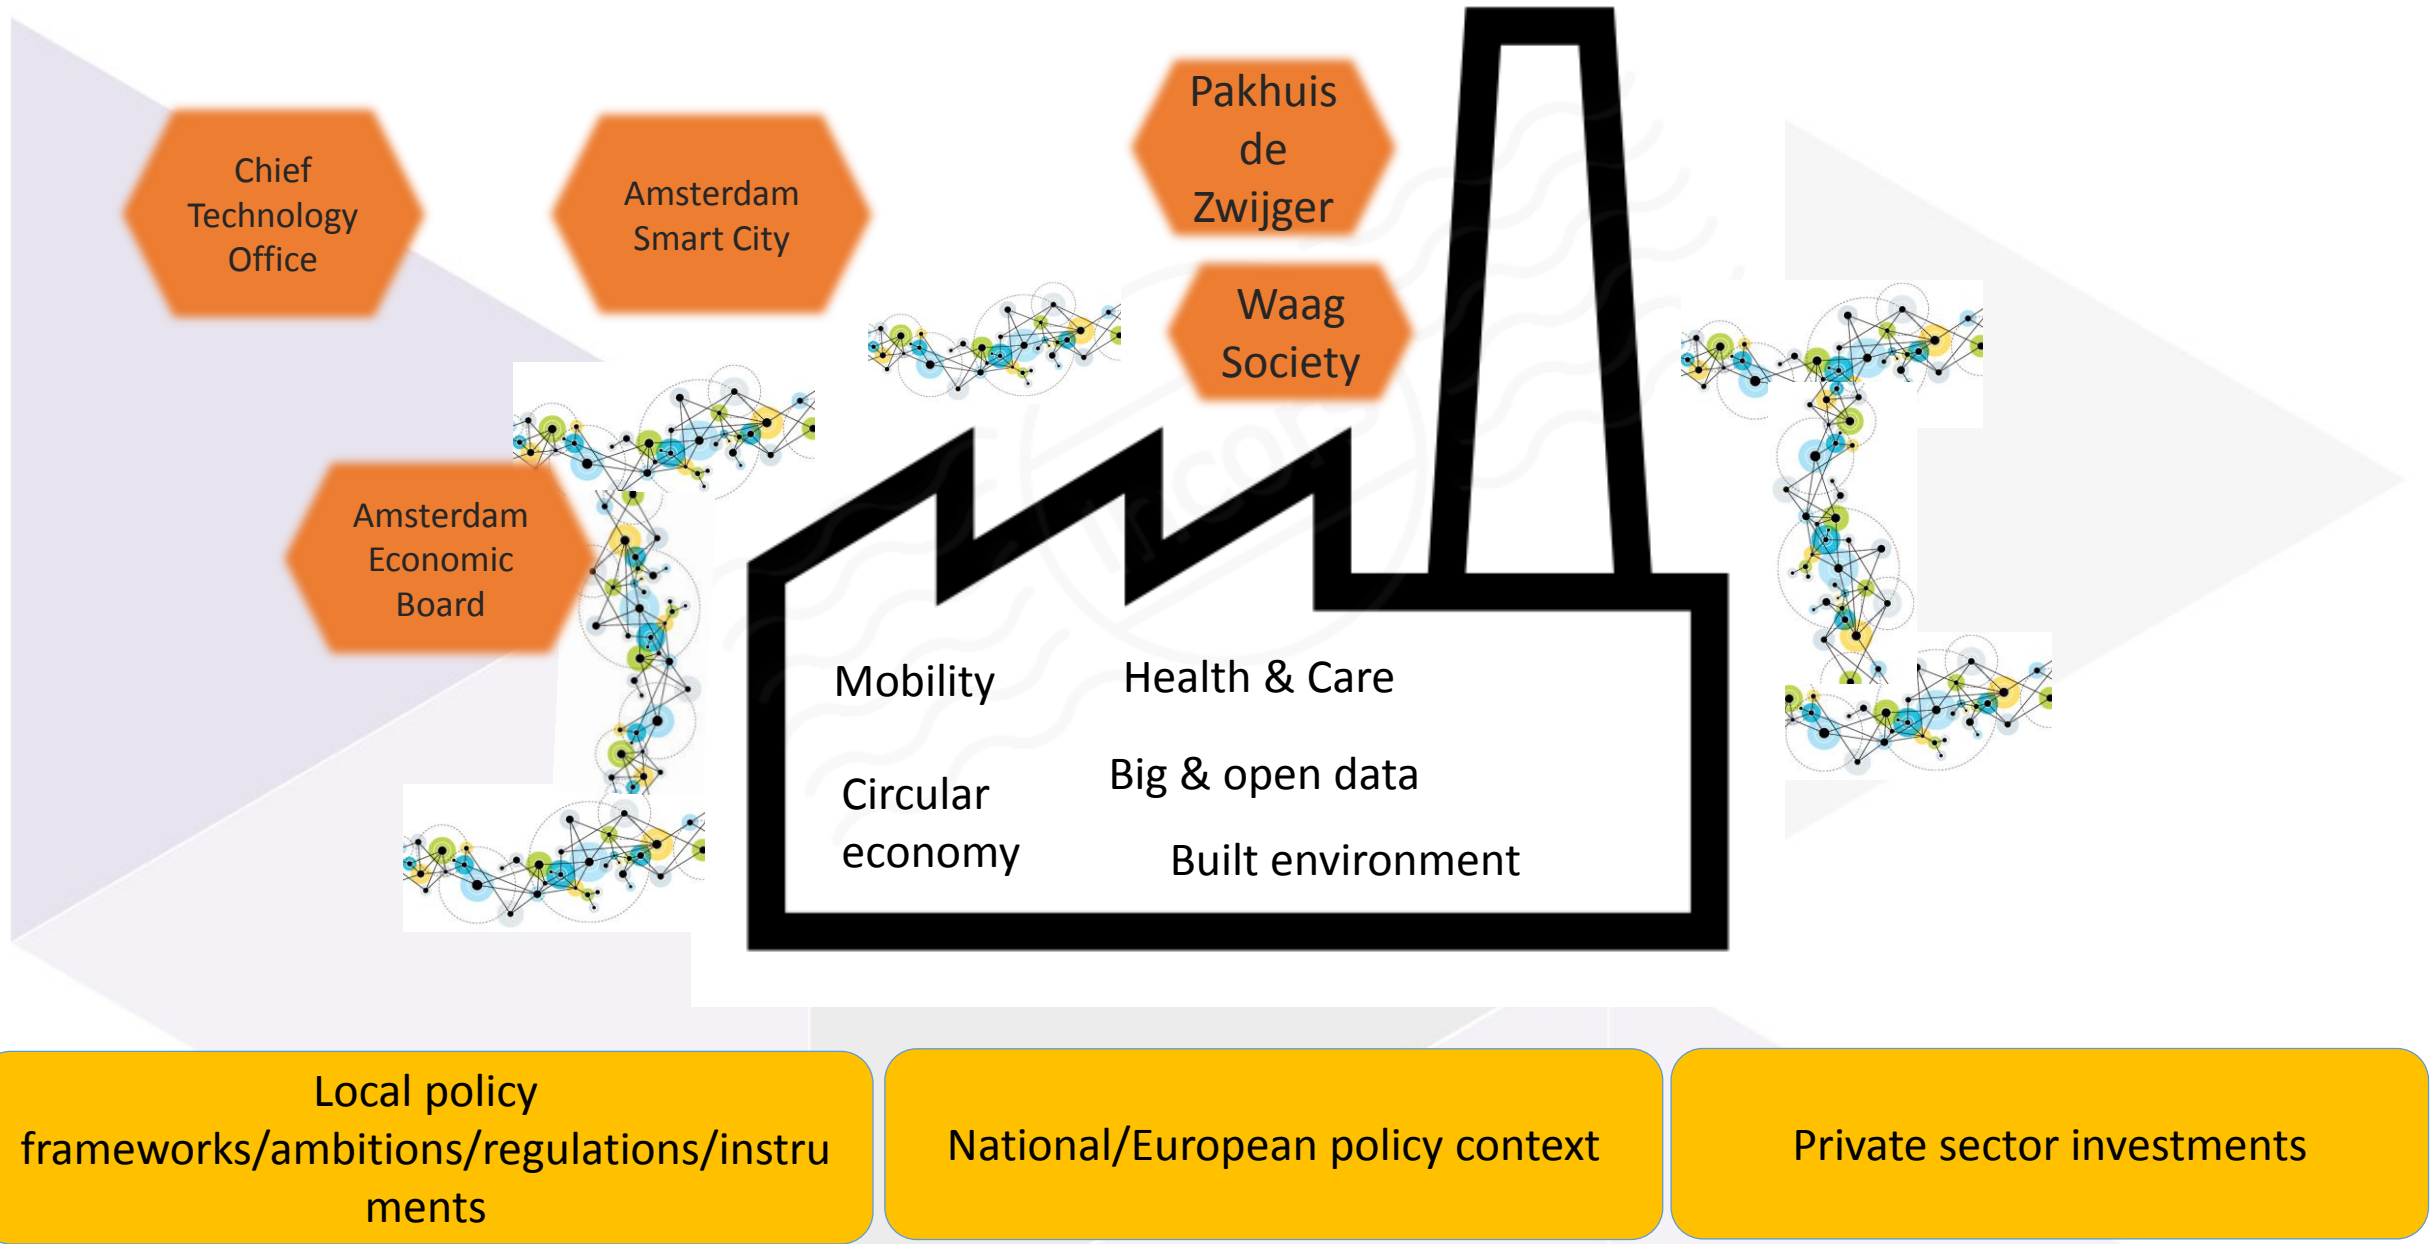 Chief
Technology
Office
Amsterdam
Smart City
Pakhuis
de
Zwijger
Waag
Society
Amsterdam
Economic
Board
Mobility
Health & Care
Circular
economy
Big & open data
Built environment
Local policy
frameworks/ambitions/regulations/instru
ments
National/European policy context
Private sector investments